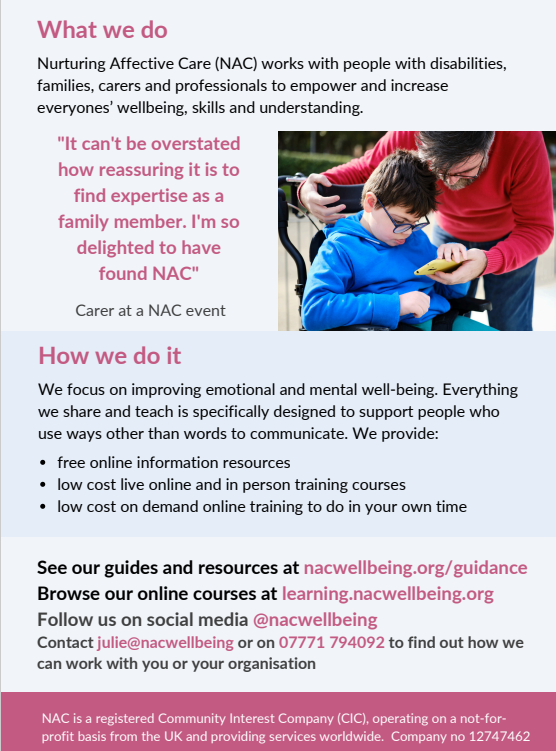 What we do
Nurturing Affective Care (NAC) works with people with disabilities,
families, carers and professionals to empower and increase
everyones' wellbeing, skills and understanding.
"It can't be overstated
how reassuring it is to
find expertise as a
family member. I'm so
delighted to have
found NAC"
Carer at a NAC event
How we do it
We focus on improving emotional and mental well-being. Everything
we share and teach is specifically designed to support people who
use ways other than words to communicate. We provide:
• free online information resources
• low cost live online and in person training courses
• low cost on demand online training to do in your own time
See our guides and resources at nacwellbeing.org/guidance
Browse our online courses at learning.nacwellbeing.org
Follow us on social media @nacwellbeing
Contact julie@nacwellbeing or on 07771 794092 to find out how we
can work with you or your organisation
NAC is a registered Community Interest Company (CIC), operating on a not-for-
profit basis from the UK and providing services worldwide. Company no 12747462